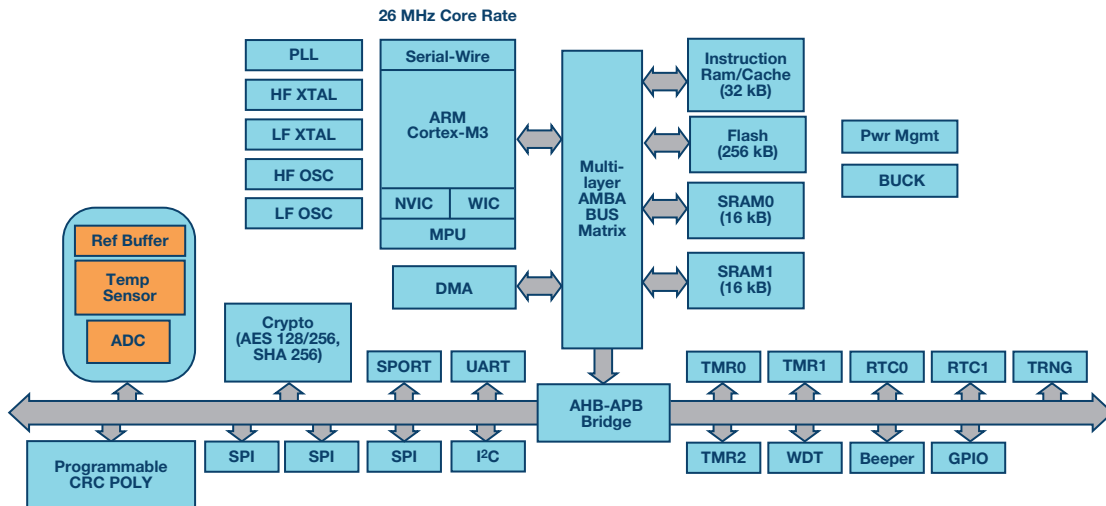 26 MHz Core Rate
PLL
HF XTAL
LF XTAL
HF OSC
LF OSC
Serial-Wire
ARM
Cortex-M3
NVIC
WIC
MPU
DMA
Multi-
layer
AMBA
BUS
Matrix
Instruction
Ram/Cache
(32 kB)
Flash
(256 kB)
SRAM0
(16 kB)
SRAM1
(16 kB)
Pwr Mgmt
BUCK
Ref Buffer
Temp
Sensor
ADC
Crypto
(AES 128/256,
SHA 256)
SPORT
UART
AHB-APB
Bridge
TMR0
TMR1
RTC0
RTC1
TRNG
Programmable
CRC POLY
SPI
SPI
SPI
I²C
TMR2
WDT
Beeper
GPIO